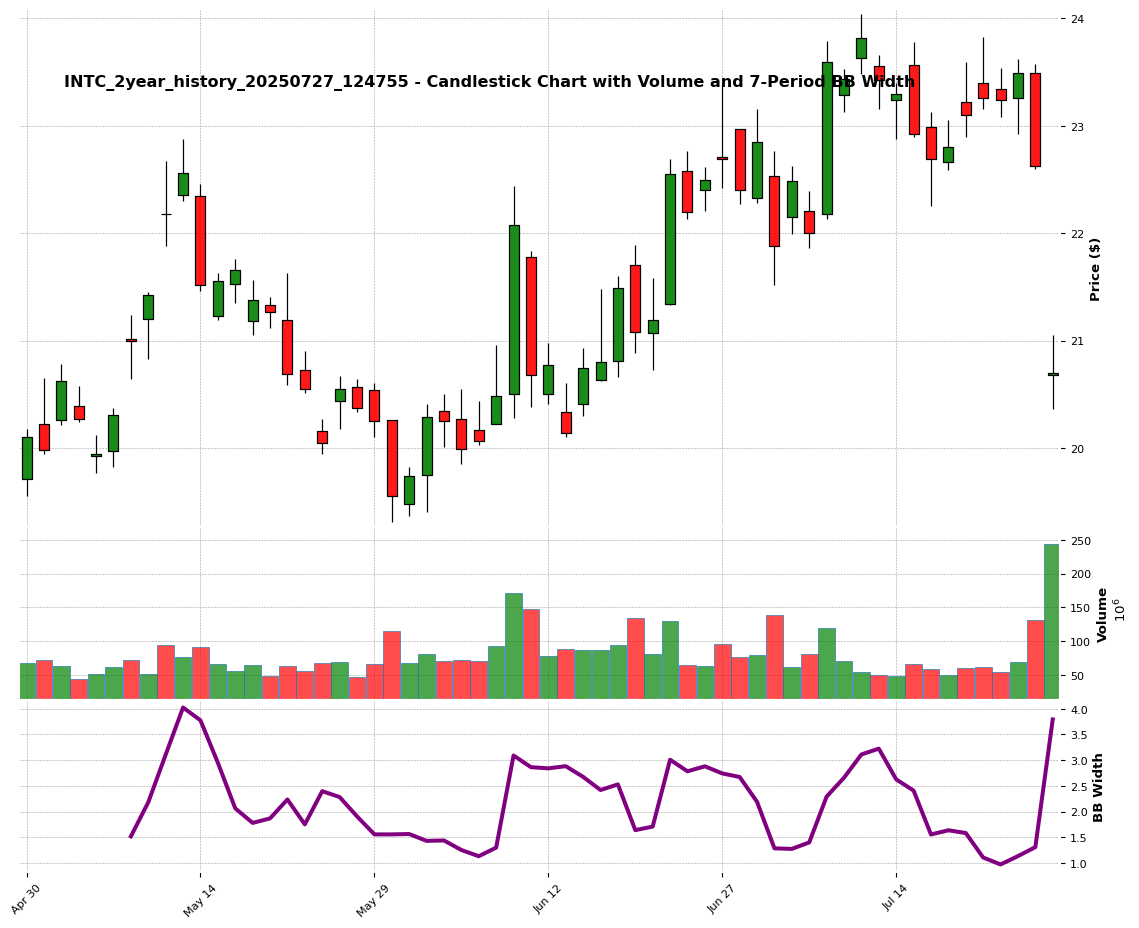 INTC_2year_history_20250727_124755 - Candlestick Chart with Volume and 7-Period BB Width
24
23
22
21
20
Price ($)
250
200
150
100
50
Volume
10^6
4.0
3.5
3.0
2.5
2.0
1.5
1.0
BB Width
Apr 30
May 14
May 29
Jun 12
Jun 27
Jul 14